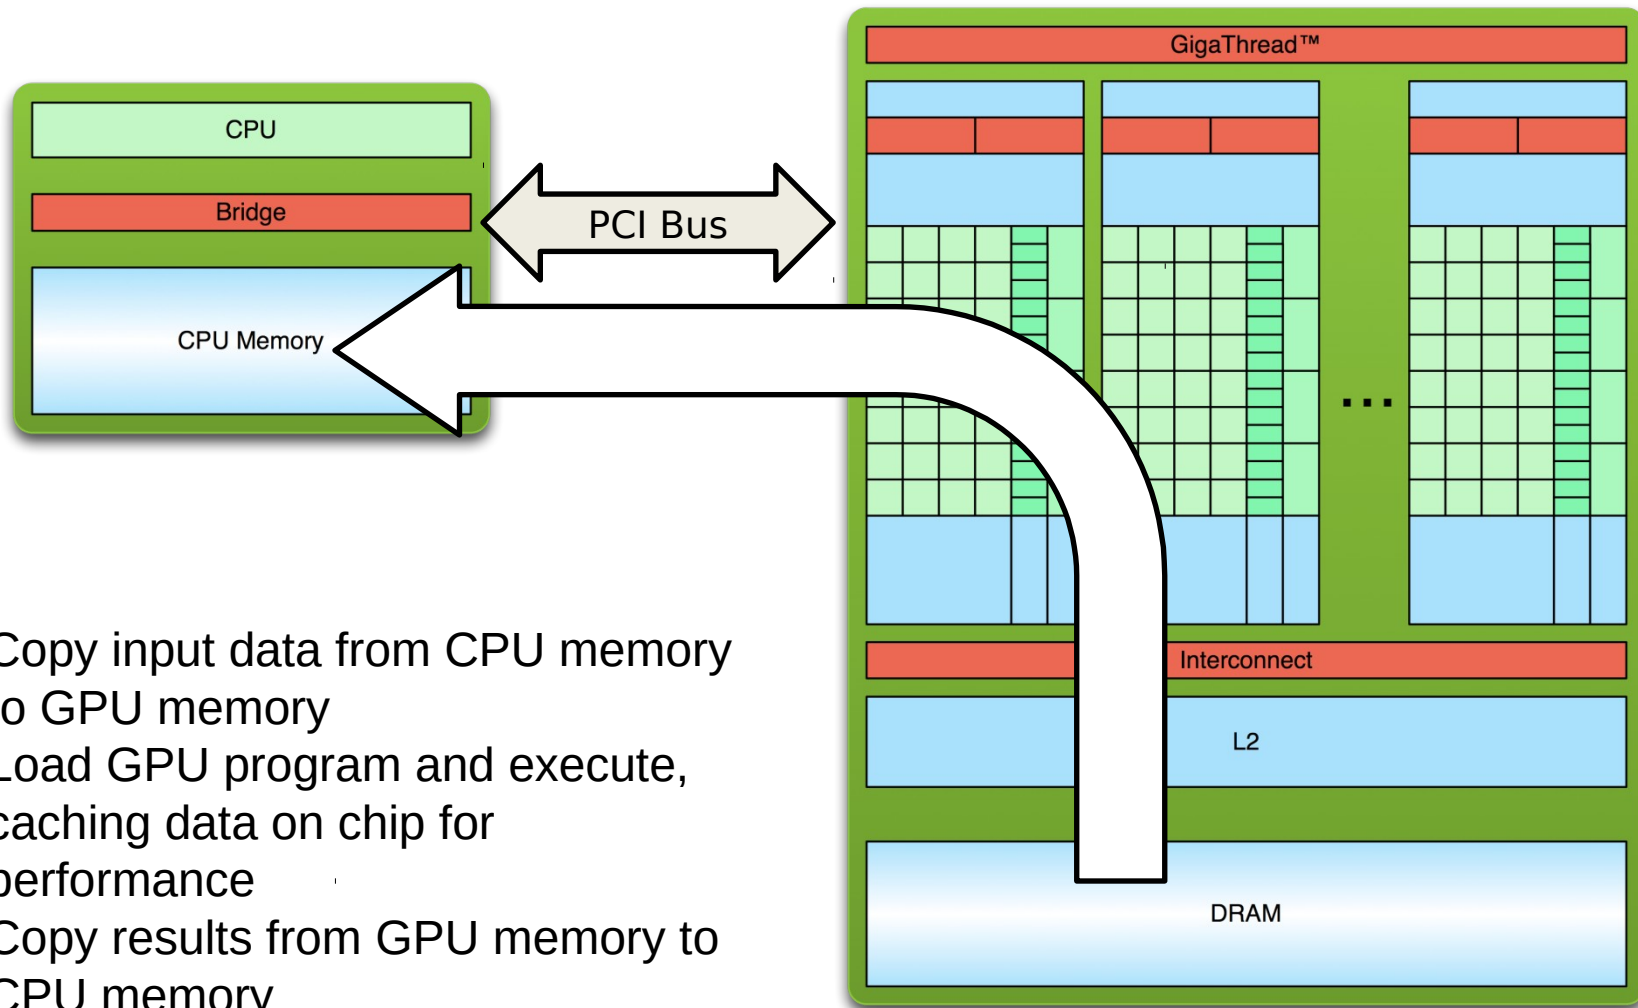 GigaThread™
CPU
Bridge
PCI Bus
CPU Memory
...
Interconnect
L2
DRAM
Copy input data from CPU memory
to GPU memory
Load GPU program and execute,
caching data on chip for
performance
Copy results from GPU memory to
CPU memory